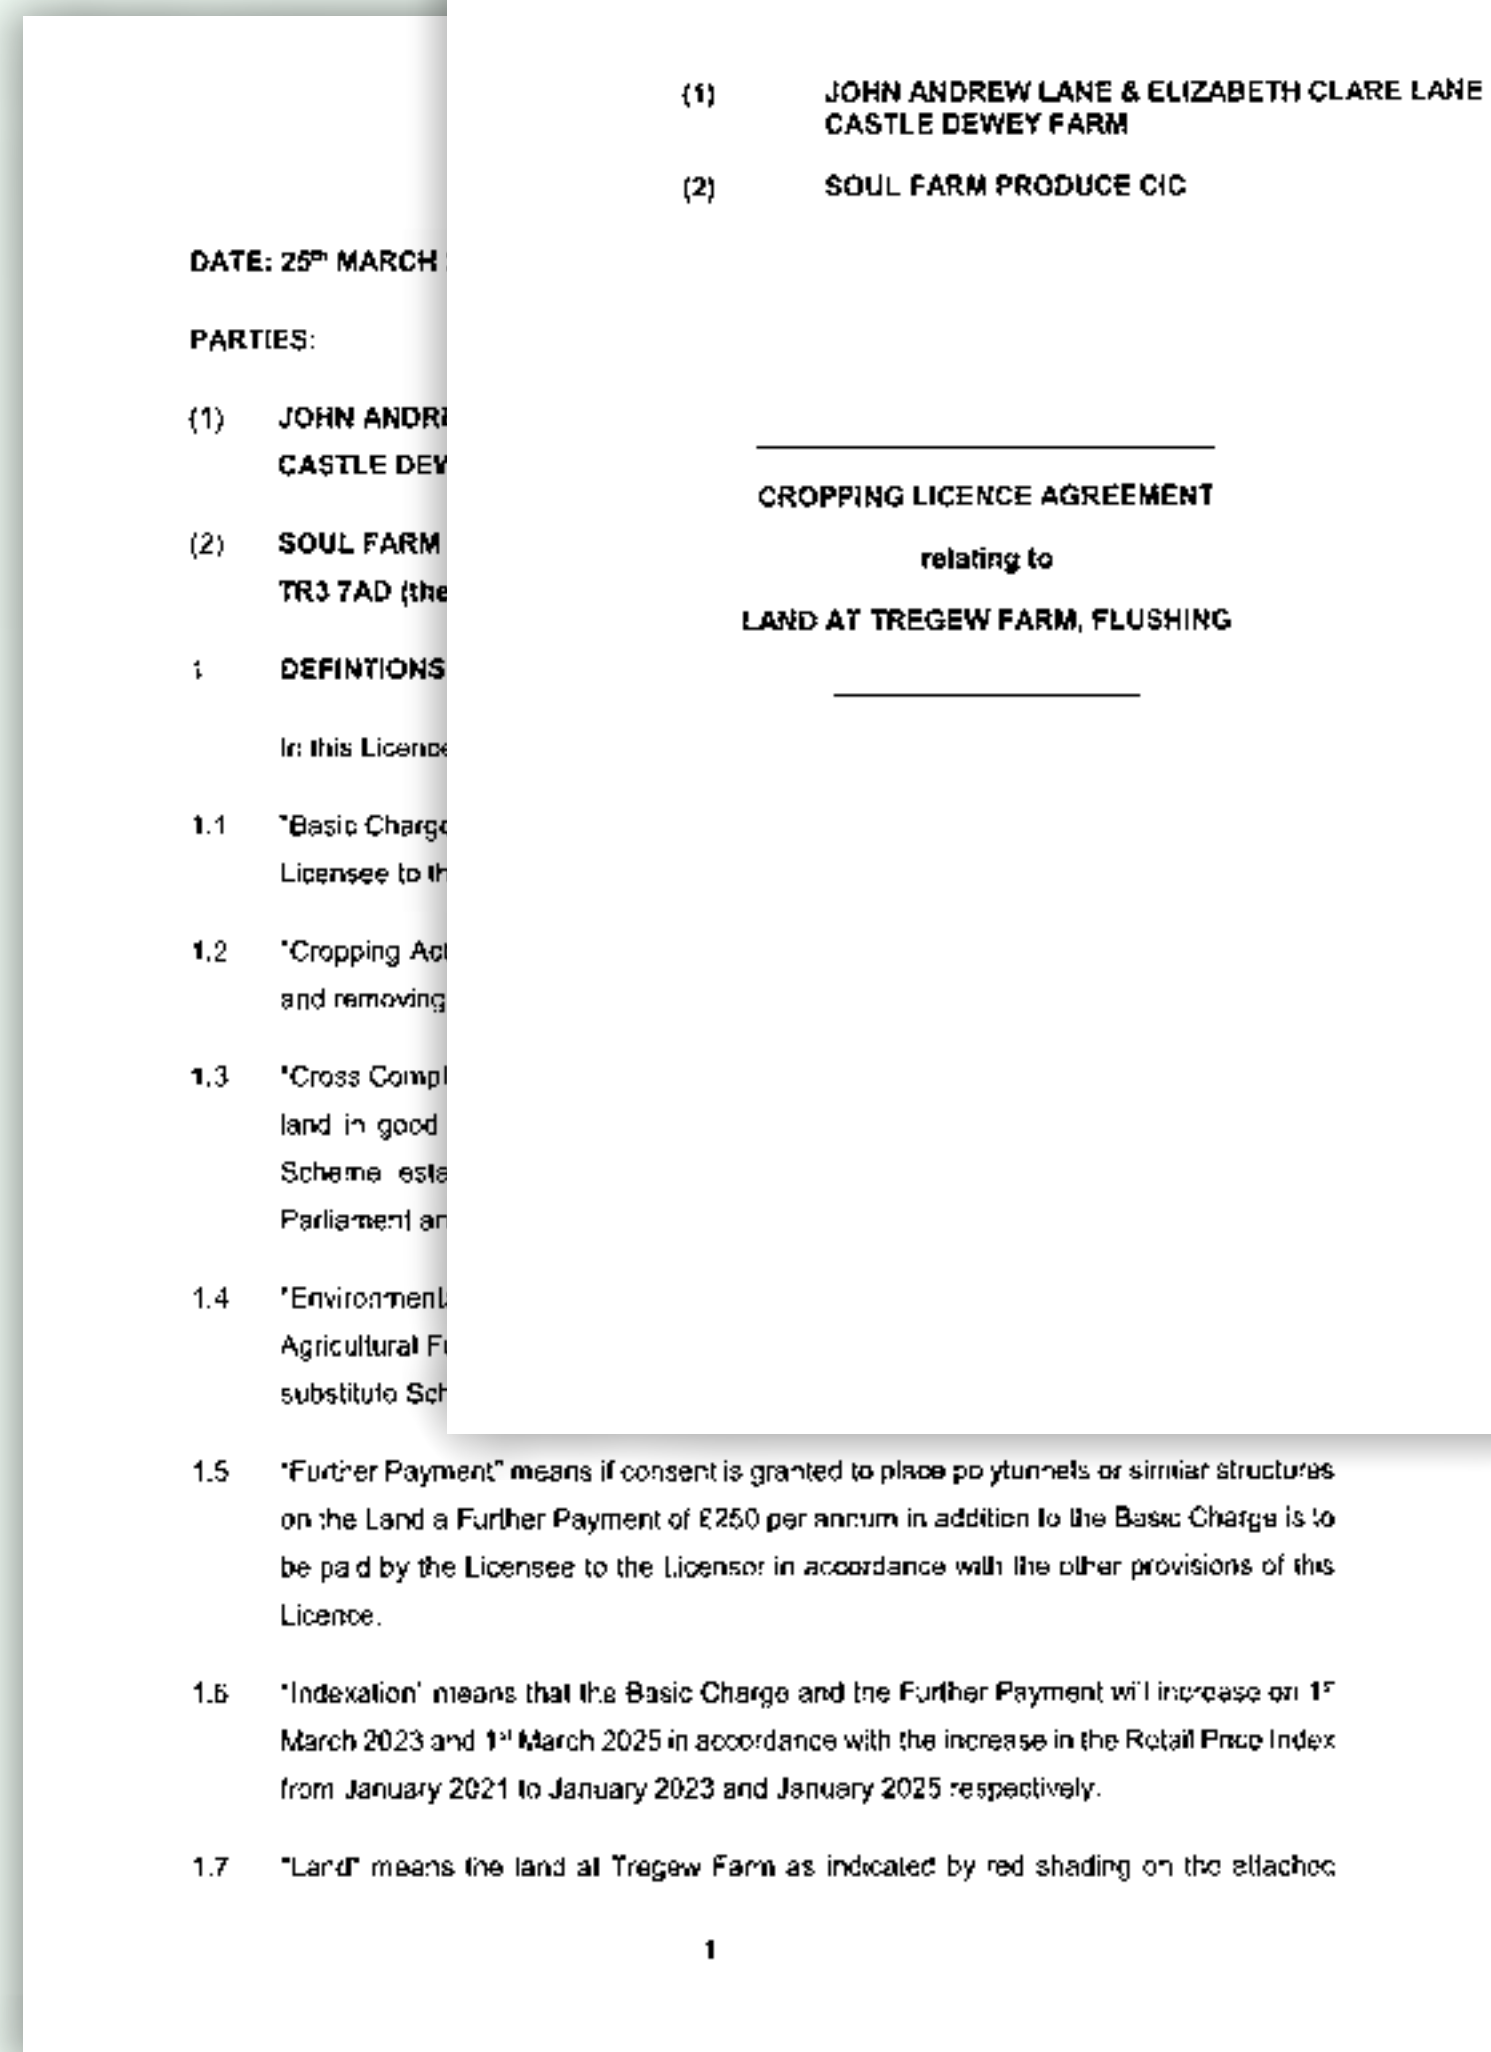 (1) JOHN ANDREW LANE & ELIZABETH CLARE LANE
CASTLE DEWEY FARM
(2) SOUL FARM PRODUCE CIC
CROPPING LICENCE AGREEMENT
relating to
LAND AT TREGEW FARM, FLUSHING
DATE: 25th MARCH
PARTIES:
(1) JOHN ANDRE
CASTLE DEW
(2) SOUL FARM
TR3 7AD (the
1 DEFINTIONS
In this Licence
1.1 "Basic Charge
Licensee to th
1.2 "Cropping Act
and removing
1.3 "Cross Compl
land in good
Scheme esta
Parliament an
1.4 "Environmenta
Agricultural Fu
substitute Sch
1.5 "Further Payment" means if consent is granted to place polytunnels or similar structures
on the Land a Further Payment of £250 per annum in addition to the Basic Charge is to
be paid by the Licensee to the Licensor in accordance with the other provisions of this
Licence.
1.6 "Indexation" means that the Basic Charge and the Further Payment will increase on 1st
March 2023 and 1st March 2025 in accordance with the increase in the Retail Price Index
from January 2021 to January 2023 and January 2025 respectively.
1.7 "Land" means the land at Tregew Farm as indicated by red shading on the attached
1